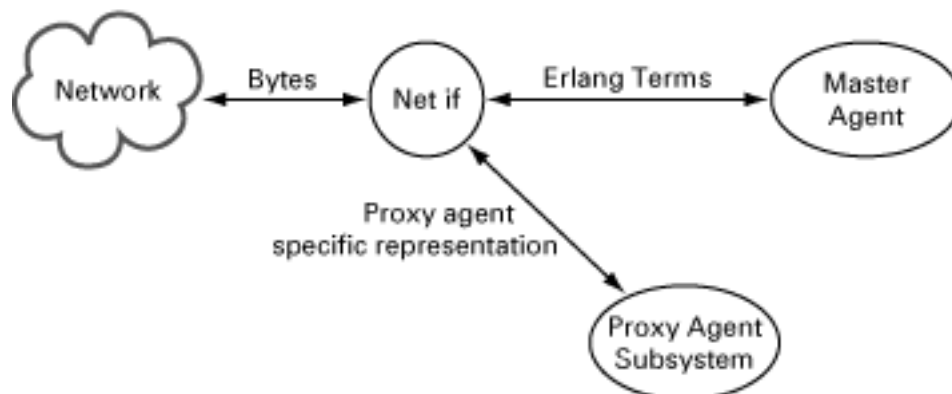 Network
Bytes
Net if
Erlang Terms
Master
Agent
Proxy agent
specific representation
Proxy Agent
Subsystem